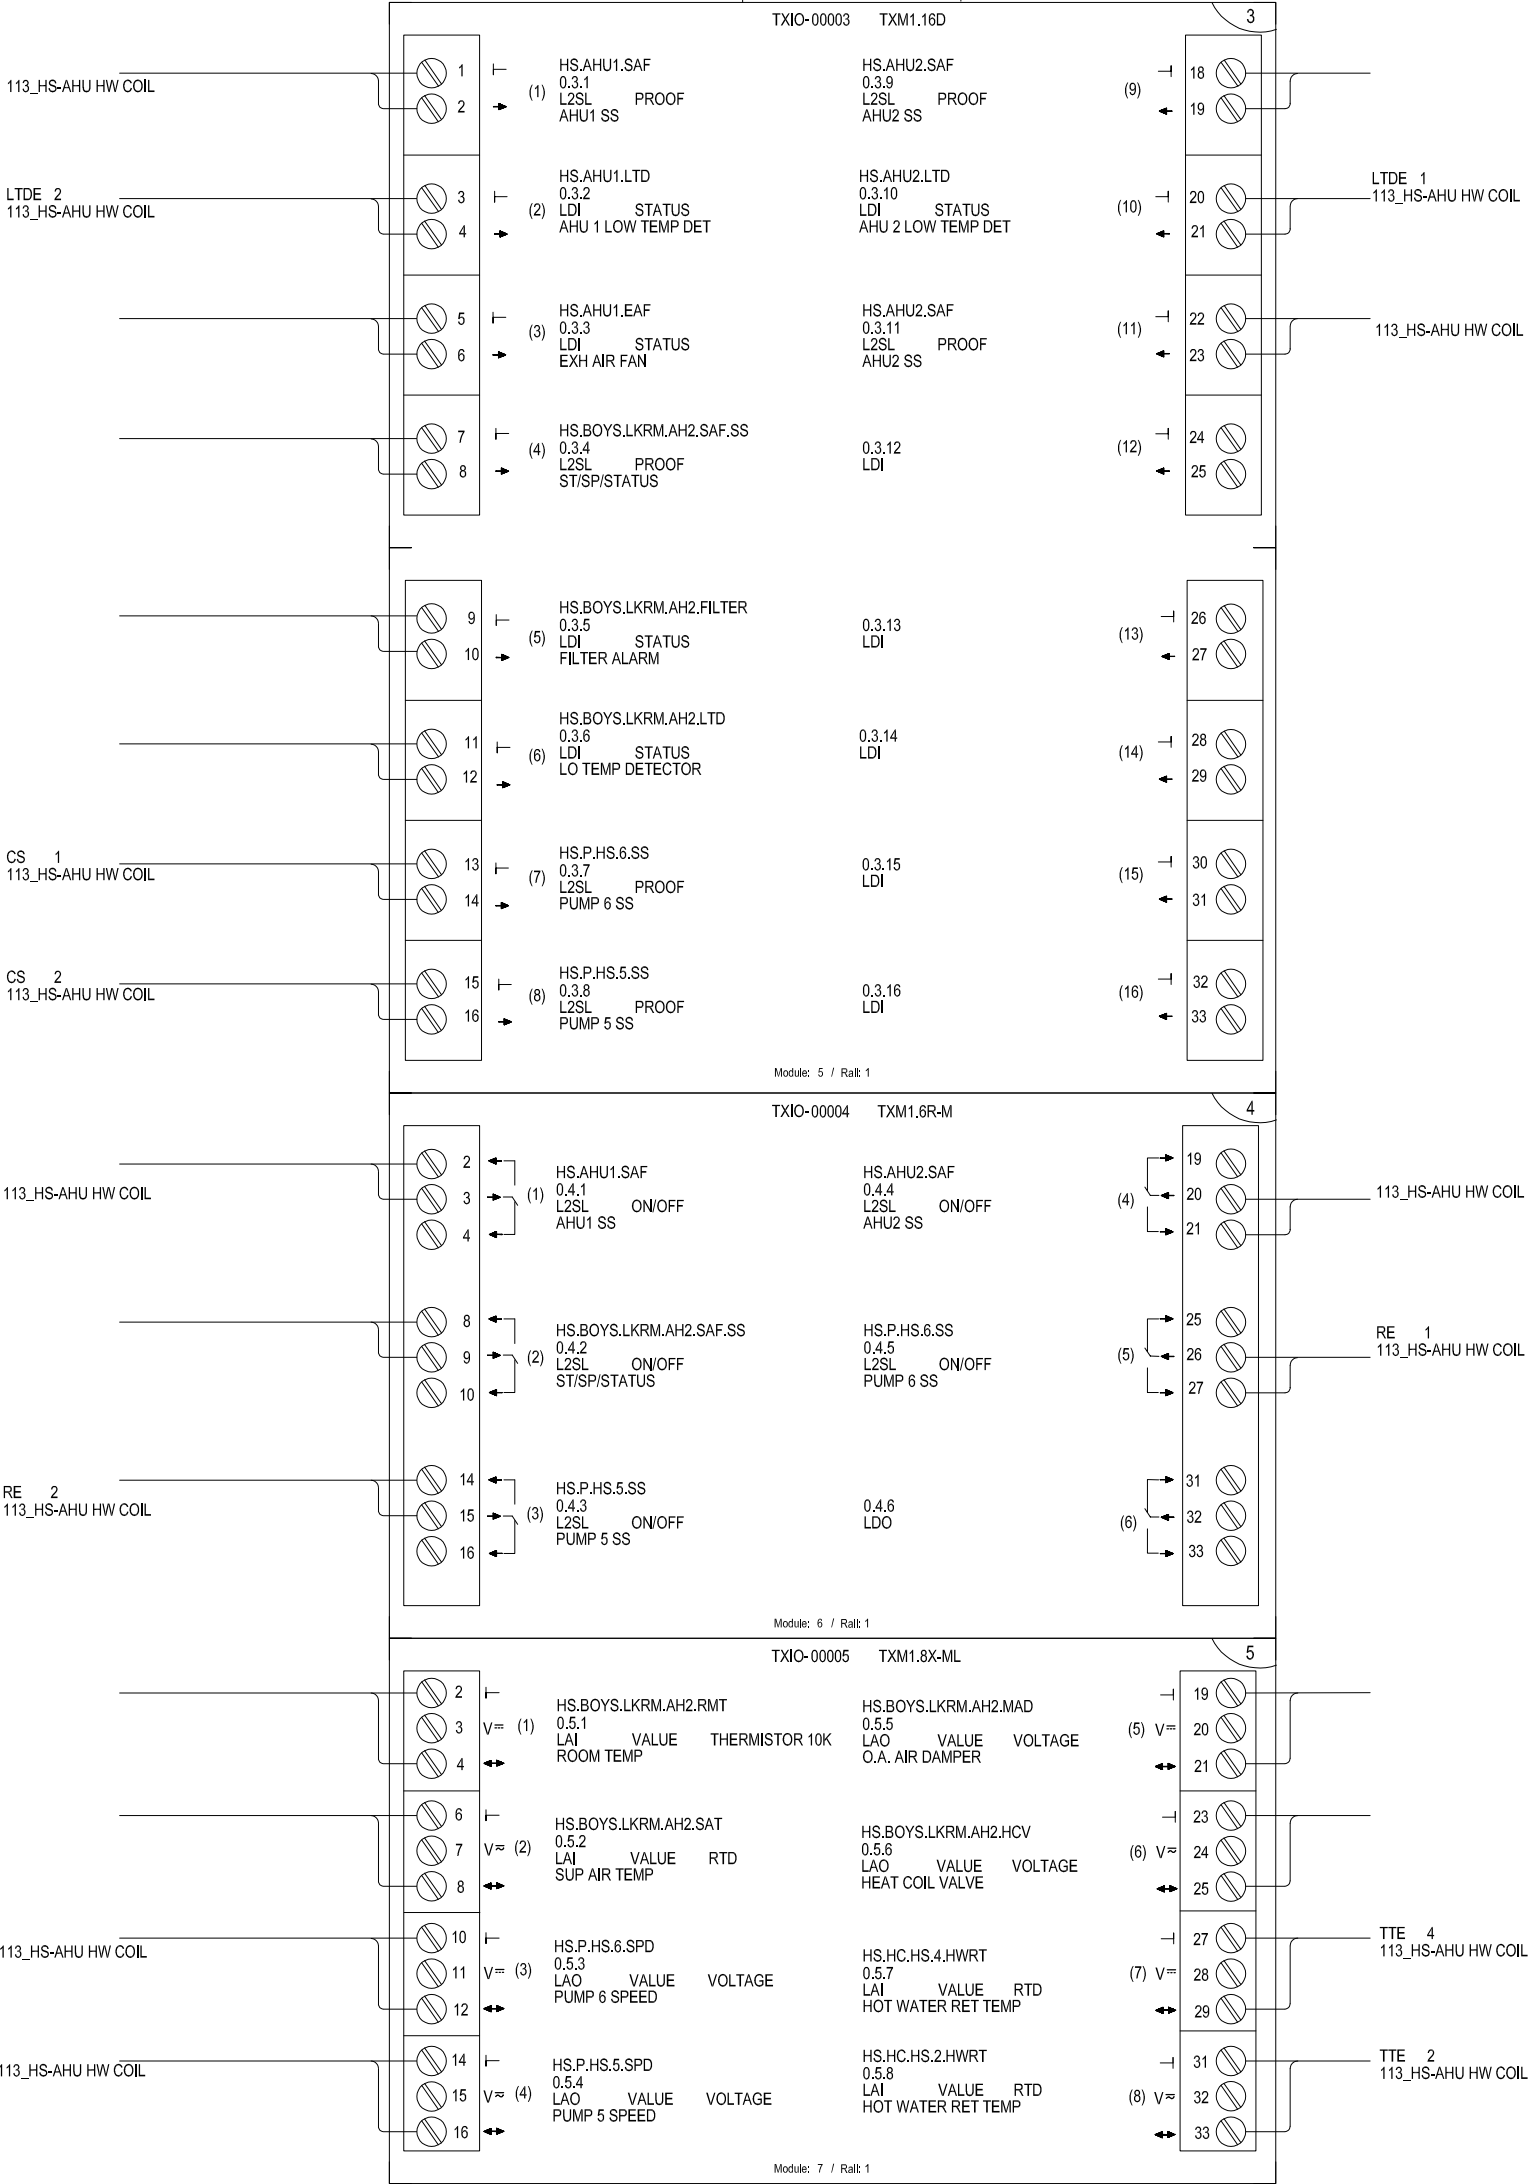 TXIO-00003 TXM1.16D 3
113_HS-AHU HW COIL
1
2
(1)
HS.AHU1.SAF
0.3.1
L2SL PROOF
AHU1 SS
HS.AHU2.SAF
0.3.9
L2SL PROOF
AHU2 SS
(9)
18
19
LTDE 2
113_HS-AHU HW COIL
3
4
(2)
HS.AHU1.LTD
0.3.2
LDI STATUS
AHU 1 LOW TEMP DET
HS.AHU2.LTD
0.3.10
LDI STATUS
AHU 2 LOW TEMP DET
(10)
20
21
LTDE 1
113_HS-AHU HW COIL
5
6
(3)
HS.AHU1.EAF
0.3.3
LDI STATUS
EXH AIR FAN
HS.AHU2.SAF
0.3.11
L2SL PROOF
AHU2 SS
(11)
22
23
113_HS-AHU HW COIL
7
8
(4)
HS.BOYS.LKRM.AH2.SAF.SS
0.3.4
L2SL PROOF
ST/SP/STATUS
0.3.12
LDI
(12)
24
25
9
10
(5)
HS.BOYS.LKRM.AH2.FILTER
0.3.5
LDI STATUS
FILTER ALARM
0.3.13
LDI
(13)
26
27
11
12
(6)
HS.BOYS.LKRM.AH2.LTD
0.3.6
LDI STATUS
LO TEMP DETECTOR
0.3.14
LDI
(14)
28
29
CS 1
113_HS-AHU HW COIL
13
14
(7)
HS.P.HS.6.SS
0.3.7
L2SL PROOF
PUMP 6 SS
0.3.15
LDI
(15)
30
31
CS 2
113_HS-AHU HW COIL
15
16
(8)
HS.P.HS.5.SS
0.3.8
L2SL PROOF
PUMP 5 SS
0.3.16
LDI
(16)
32
33
Module: 5 / Rail: 1
TXIO-00004 TXM1.6R-M 4
113_HS-AHU HW COIL
2
3
4
(1)
HS.AHU1.SAF
0.4.1
L2SL ON/OFF
AHU1 SS
HS.AHU2.SAF
0.4.4
L2SL ON/OFF
AHU2 SS
(4)
19
20
21
113_HS-AHU HW COIL
8
9
10
(2)
HS.BOYS.LKRM.AH2.SAF.SS
0.4.2
L2SL ON/OFF
ST/SP/STATUS
HS.P.HS.6.SS
0.4.5
L2SL ON/OFF
PUMP 6 SS
(5)
25
26
27
RE 1
113_HS-AHU HW COIL
RE 2
113_HS-AHU HW COIL
14
15
16
(3)
HS.P.HS.5.SS
0.4.3
L2SL ON/OFF
PUMP 5 SS
0.4.6
LDO
(6)
31
32
33
Module: 6 / Rail: 1
TXIO-00005 TXM1.8X-ML 5
2
3 V=
4
(1)
HS.BOYS.LKRM.AH2.RMT
0.5.1
LAI VALUE THERMISTOR 10K
ROOM TEMP
HS.BOYS.LKRM.AH2.MAD
0.5.5
LAO VALUE VOLTAGE
O.A. AIR DAMPER
(5) V=
19
20
21
6
7 V≈
8
(2)
HS.BOYS.LKRM.AH2.SAT
0.5.2
LAI VALUE RTD
SUP AIR TEMP
HS.BOYS.LKRM.AH2.HCV
0.5.6
LAO VALUE VOLTAGE
HEAT COIL VALVE
(6) V≈
23
24
25
113_HS-AHU HW COIL
10
11 V=
12
(3)
HS.P.HS.6.SPD
0.5.3
LAO VALUE VOLTAGE
PUMP 6 SPEED
HS.HC.HS.4.HWRT
0.5.7
LAI VALUE RTD
HOT WATER RET TEMP
(7) V=
27
28
29
TTE 4
113_HS-AHU HW COIL
113_HS-AHU HW COIL
14
15 V≈
16
(4)
HS.P.HS.5.SPD
0.5.4
LAO VALUE VOLTAGE
PUMP 5 SPEED
HS.HC.HS.2.HWRT
0.5.8
LAI VALUE RTD
HOT WATER RET TEMP
(8) V≈
31
32
33
TTE 2
113_HS-AHU HW COIL
Module: 7 / Rail: 1